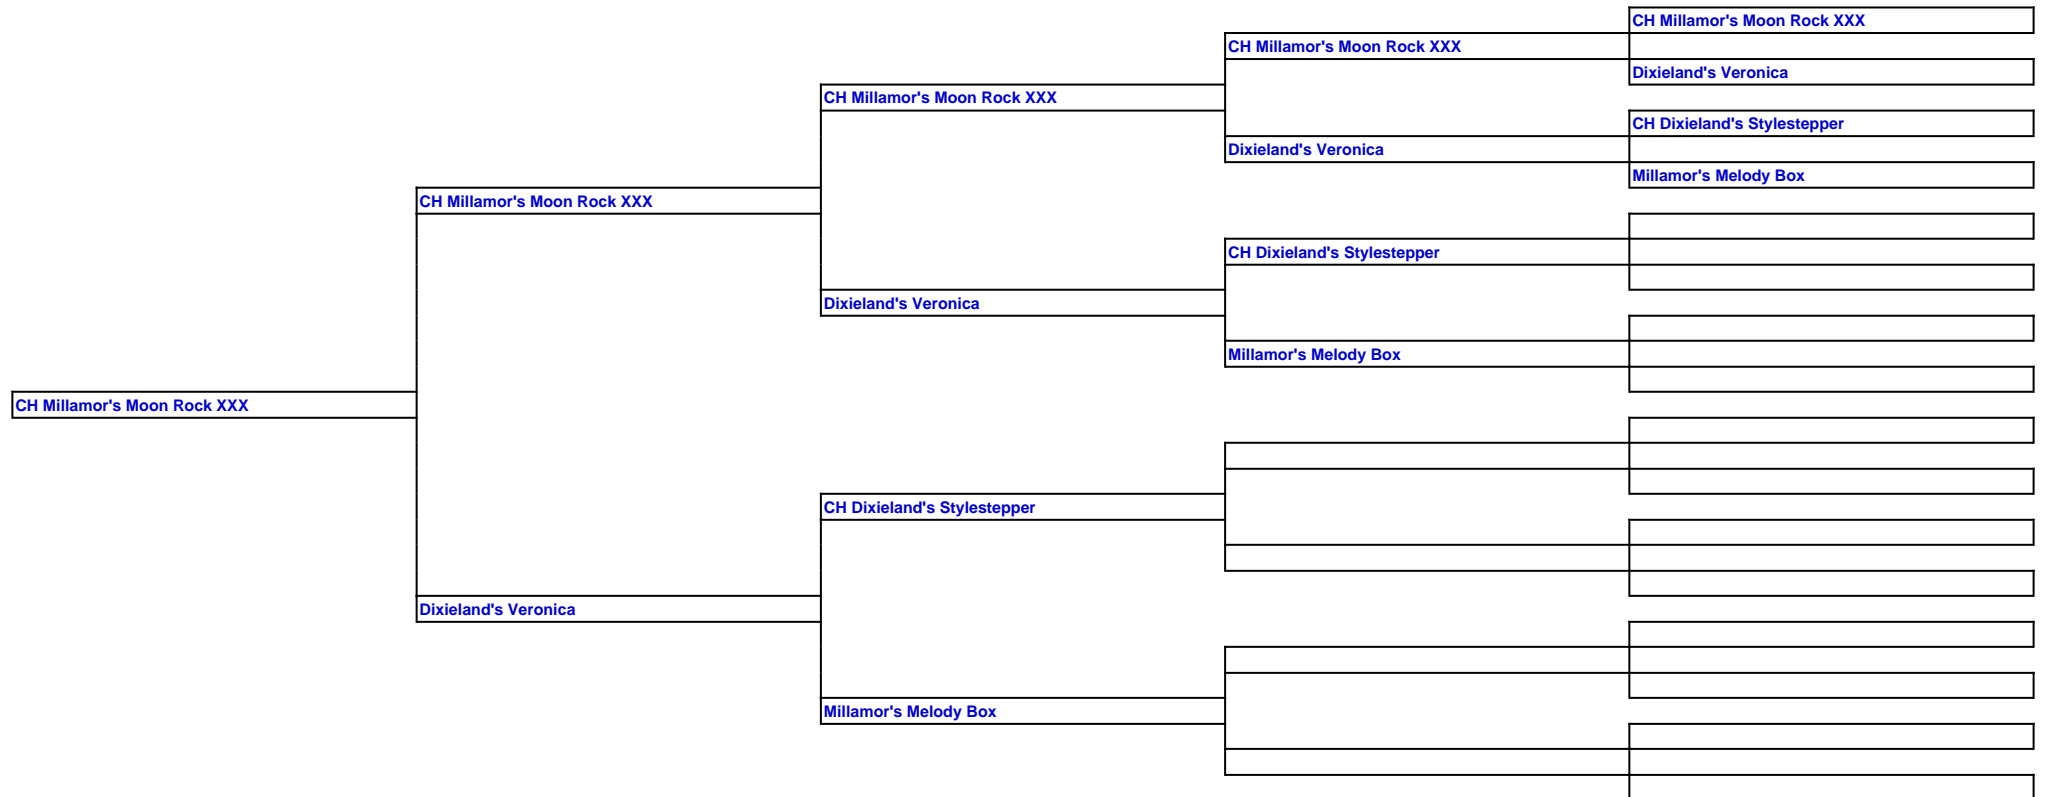 CH Millamor's Moon Rock XXX
CH Millamor's Moon Rock XXX
Dixieland's Veronica
CH Millamor's Moon Rock XXX
CH Dixieland's Stylestepper
Dixieland's Veronica
Millamor's Melody Box
CH Millamor's Moon Rock XXX
CH Dixieland's Stylestepper
Dixieland's Veronica
Millamor's Melody Box
CH Millamor's Moon Rock XXX
CH Dixieland's Stylestepper
Dixieland's Veronica
Millamor's Melody Box